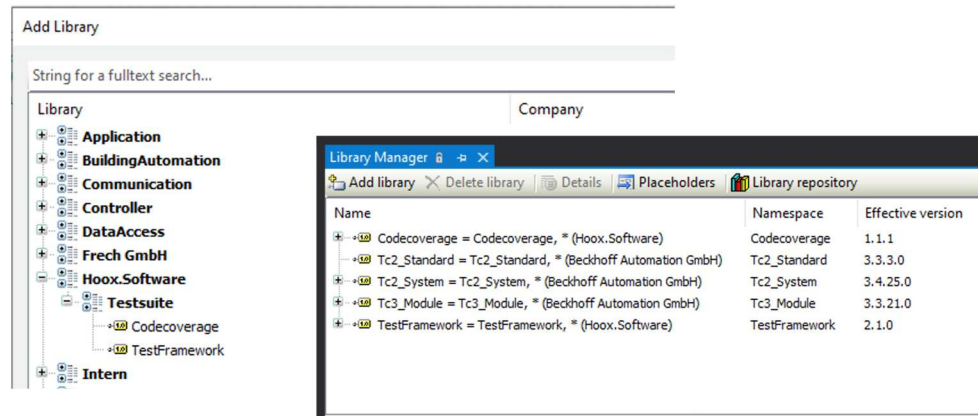 Add Library
String for a fulltext search...
Library Company
Application
BuildingAutomation
Communication
Controller
DataAccess
Frech GmbH
Hoox.Software
Testsuite
Codecoverage
TestFramework
Intern
Library Manager
Add library Delete library Details Placeholders Library repository
Name Namespace Effective version
Codecoverage = Codecoverage, * (Hoox.Software) Codecoverage 1.1.1
Tc2_Standard = Tc2_Standard, * (Beckhoff Automation GmbH) Tc2_Standard 3.3.3.0
Tc2_System = Tc2_System, * (Beckhoff Automation GmbH) Tc2_System 3.4.25.0
Tc3_Module = Tc3_Module, * (Beckhoff Automation GmbH) Tc3_Module 3.3.21.0
TestFramework = TestFramework, * (Hoox.Software) TestFramework 2.1.0